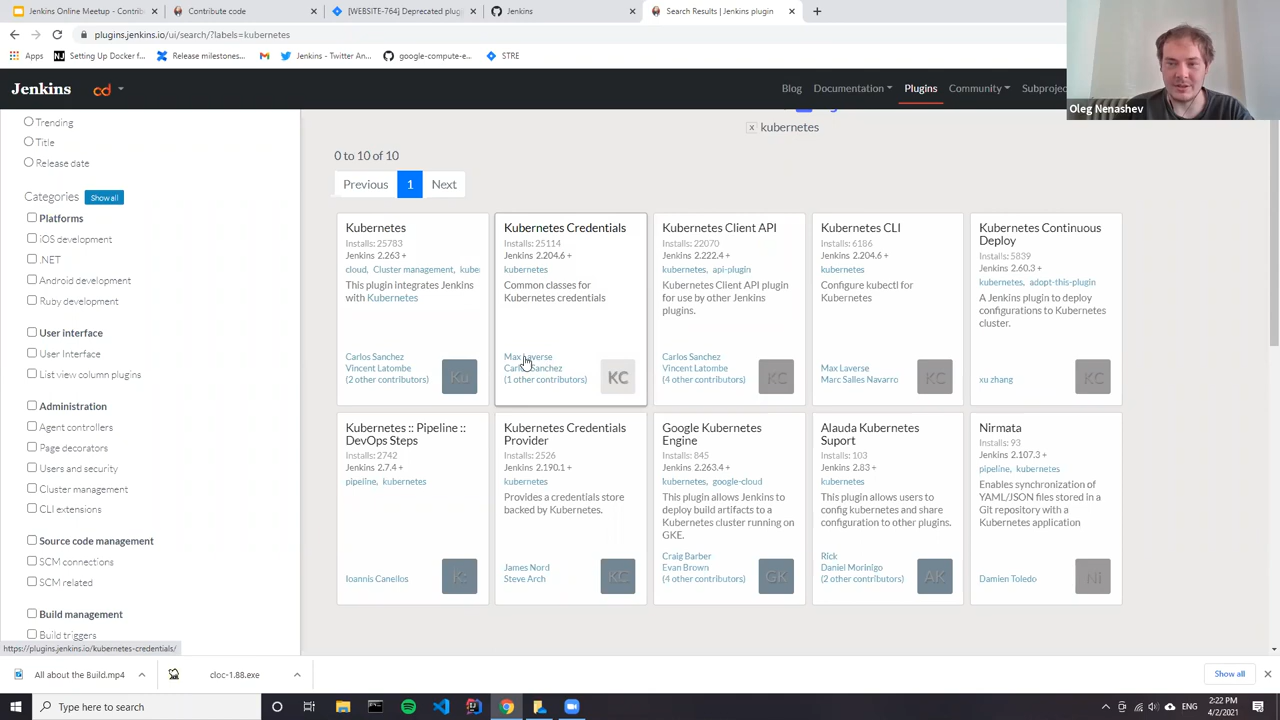 Jenkins Online Meetup - Contrib
Contribute code
[WEBSITE-764] Deprecated plug
Jenkins
Search Results | Jenkins plugin
plugins.jenkins.io/ui/search/?labels=kubernetes
Apps
Setting Up Docker f...
Release milestones...
Jenkins - Twitter An...
google-compute-e...
STRE
Jenkins
cd
Blog
Documentation
Plugins
Community
Subproj
Oleg Nenashev
Trending
Title
Release date
Categories
Show all
Platforms
iOS development
.NET
Android development
Ruby development
User interface
User Interface
List view column plugins
Administration
Agent controllers
Page decorators
Users and security
Cluster management
CLI extensions
Source code management
SCM connections
SCM related
Build management
Build triggers
x kubernetes
0 to 10 of 10
Previous 1 Next
Kubernetes
Installs: 25783
Jenkins 2.263 +
cloud, Cluster management, kube
This plugin integrates Jenkins
with Kubernetes
Carlos Sanchez
Vincent Latombe
(2 other contributors)
Ku
Kubernetes Credentials
Installs: 25114
Jenkins 2.204.6 +
kubernetes
Common classes for
Kubernetes credentials
Max Laverse
Carlos Sanchez
(1 other contributors)
KC
Kubernetes Client API
Installs: 22070
Jenkins 2.222.4 +
kubernetes, api-plugin
Kubernetes Client API plugin
for use by other Jenkins
plugins.
Carlos Sanchez
Vincent Latombe
(4 other contributors)
KC
Kubernetes CLI
Installs: 6186
Jenkins 2.204.6 +
kubernetes
Configure kubectl for
Kubernetes
Max Laverse
Marc Salles Navarro
KC
Kubernetes Continuous
Deploy
Installs: 5839
Jenkins 2.60.3 +
kubernetes, adopt-this-plugin
A Jenkins plugin to deploy
configurations to Kubernetes
cluster.
xu zhang
KC
Kubernetes :: Pipeline ::
DevOps Steps
Installs: 2742
Jenkins 2.7.4 +
pipeline, kubernetes
Ioannis Canellos
K:
Kubernetes Credentials
Provider
Installs: 2526
Jenkins 2.190.1 +
kubernetes
Provides a credentials store
backed by Kubernetes.
James Nord
Steve Arch
KC
Google Kubernetes
Engine
Installs: 845
Jenkins 2.263.4 +
kubernetes, google-cloud
This plugin allows Jenkins to
deploy build artifacts to a
Kubernetes cluster running on
GKE.
Craig Barber
Evan Brown
(4 other contributors)
GK
Alauda Kubernetes
Suport
Installs: 103
Jenkins 2.83 +
kubernetes
This plugin allows users to
config kubernetes and share
configuration to other plugins.
Rick
Daniel Morinigo
(2 other contributors)
AK
Nirmata
Installs: 93
Jenkins 2.107.3 +
pipeline, kubernetes
Enables synchronization of
YAML/JSON files stored in a
Git repository with a
Kubernetes application
Damien Toledo
Ni
https://plugins.jenkins.io/kubernetes-credentials/
All about the Build.mp4
cloc-1.88.exe
Show all
Type here to search
ENG
2:22 PM
4/2/2021